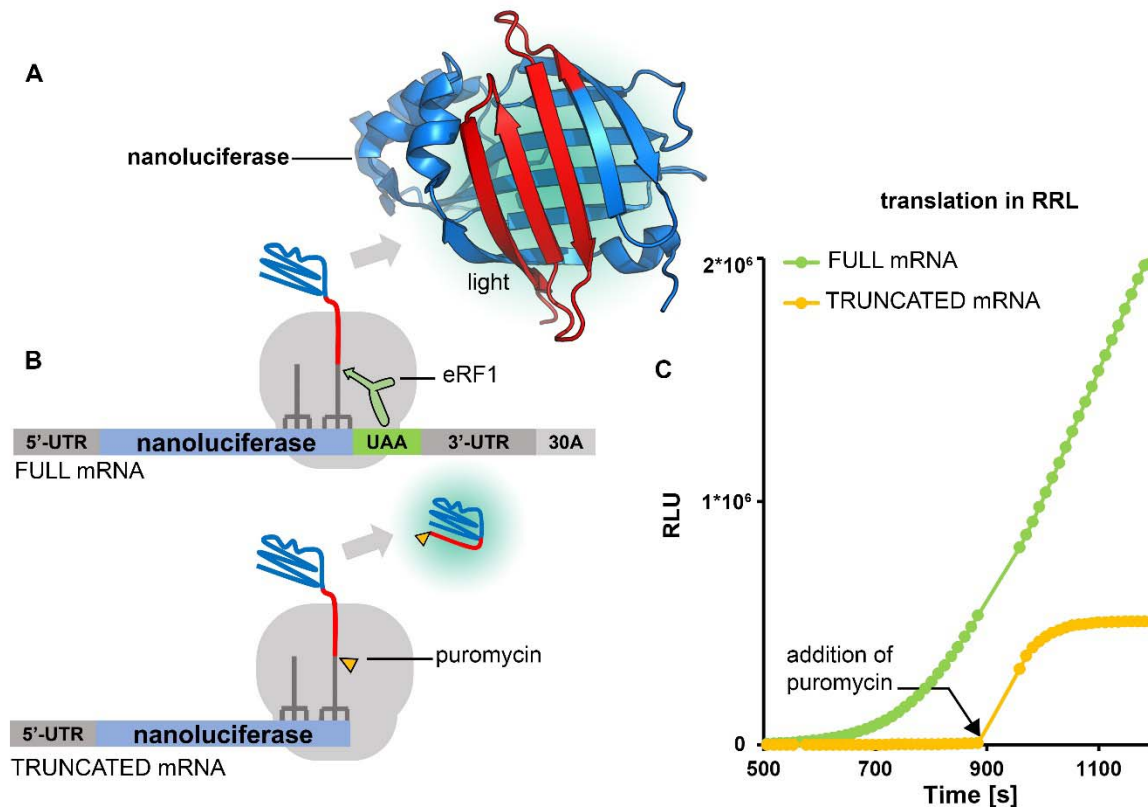 A
nanoluciferase
light
B
eRF1
5’-UTR nanoluciferase UAA 3’-UTR 30A
FULL mRNA
puromycin
5’-UTR nanoluciferase
TRUNCATED mRNA
translation in RRL
FULL mRNA
TRUNCATED mRNA
C
2*10⁶
1*10⁶
0
RLU
addition of
puromycin
500 700 900 1100
Time [s]